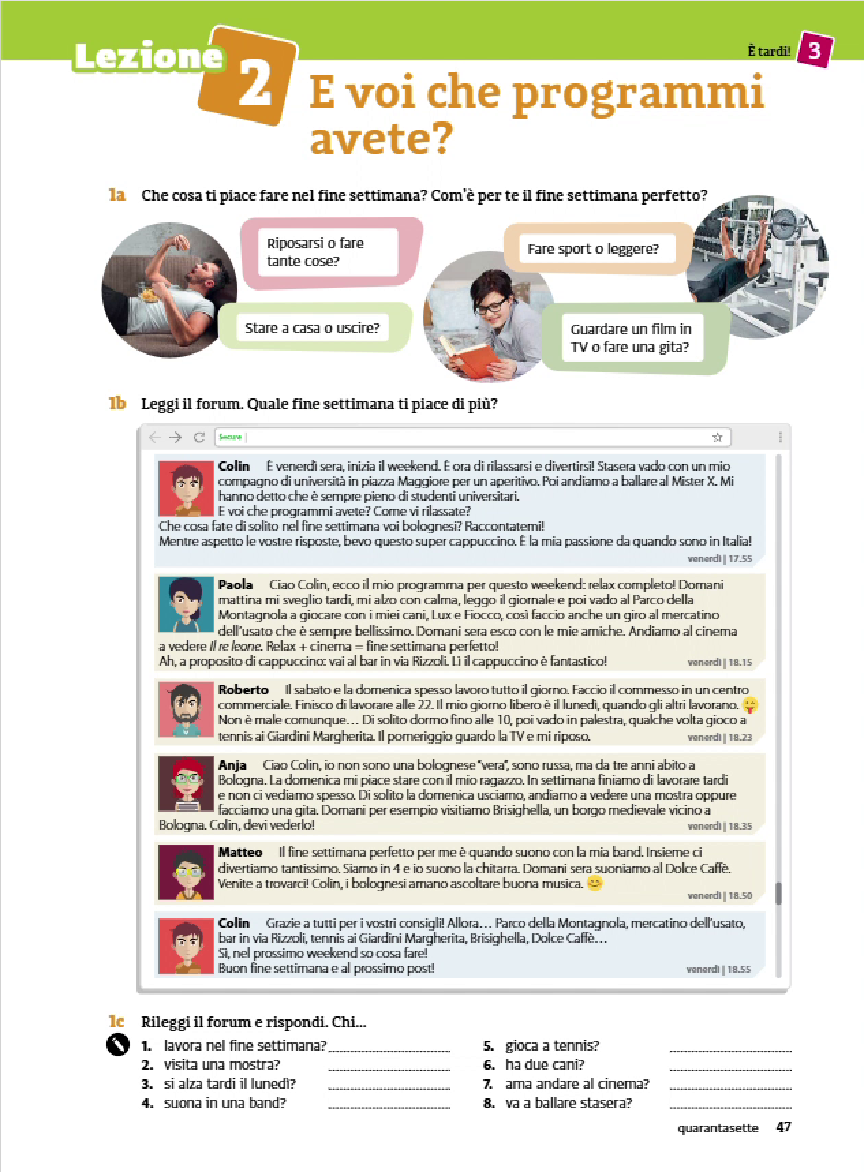 È tardi! 3
Lezione 2
E voi che programmi
avete?
1a Che cosa ti piace fare nel fine settimana? Com'è per te il fine settimana perfetto?
Riposarsi o fare
tante cose?
Fare sport o leggere?
Stare a casa o uscire?
Guardare un film in
TV o fare una gita?
1b Leggi il forum. Quale fine settimana ti piace di più?
Colin È venerdì sera, inizia il weekend. È ora di rilassarsi e divertirsi! Stasera vado con un mio
compagno di università in piazza Maggiore per un aperitivo. Poi andiamo a ballare al Mister X. Mi
hanno detto che è sempre pieno di studenti universitari.
E voi che programmi avete? Come vi rilassate?
Che cosa fate di solito nel fine settimana voi bolognesi? Raccontatemi!
Mentre aspetto le vostre risposte, bevo questo super cappuccino. È la mia passione da quando sono in Italia!
venerdì | 17.55
Paola Ciao Colin, ecco il mio programma per questo weekend: relax completo! Domani
mattina mi sveglio tardi, mi alzo con calma, leggo il giornale e poi vado al Parco della
Montagnola a giocare con i miei cani, Lux e Fiocco, così faccio anche un giro al mercatino
dell'usato che è sempre bellissimo. Domani sera esco con le mie amiche. Andiamo al cinema
a vedere Il re leone. Relax + cinema = fine settimana perfetto!
Ah, a proposito di cappuccino: vai al bar in via Rizzoli. Lì il cappuccino è fantastico!
venerdì | 18.15
Roberto Il sabato e la domenica spesso lavoro tutto il giorno. Faccio il commesso in un centro
commerciale. Finisco di lavorare alle 22. Il mio giorno libero è il lunedì, quando gli altri lavorano. 😜
Non è male comunque… Di solito dormo fino alle 10, poi vado in palestra, qualche volta gioco a
tennis ai Giardini Margherita. Il pomeriggio guardo la TV e mi riposo.
venerdì | 18.23
Anja Ciao Colin, io non sono una bolognese "vera", sono russa, ma da tre anni abito a
Bologna. La domenica mi piace stare con il mio ragazzo. In settimana finiamo di lavorare tardi
e non ci vediamo spesso. Di solito la domenica usciamo, andiamo a vedere una mostra oppure
facciamo una gita. Domani per esempio visitiamo Brisighella, un borgo medievale vicino a
Bologna. Colin, devi vederlo!
venerdì | 18.35
Matteo Il fine settimana perfetto per me è quando suono con la mia band. Insieme ci
divertiamo tantissimo. Siamo in 4 e io suono la chitarra. Domani sera suoniamo al Dolce Caffè.
Venite a trovarci! Colin, i bolognesi amano ascoltare buona musica. 😊
venerdì | 18.50
Colin Grazie a tutti per i vostri consigli! Allora… Parco della Montagnola, mercatino dell'usato,
bar in via Rizzoli, tennis ai Giardini Margherita, Brisighella, Dolce Caffè…
Sì, nel prossimo weekend so cosa fare!
Buon fine settimana e al prossimo post!
venerdì | 18.55
1c Rileggi il forum e rispondi. Chi…
1. lavora nel fine settimana?
2. visita una mostra?
3. si alza tardi il lunedì?
4. suona in una band?
5. gioca a tennis?
6. ha due cani?
7. ama andare al cinema?
8. va a ballare stasera?
quarantasette 47